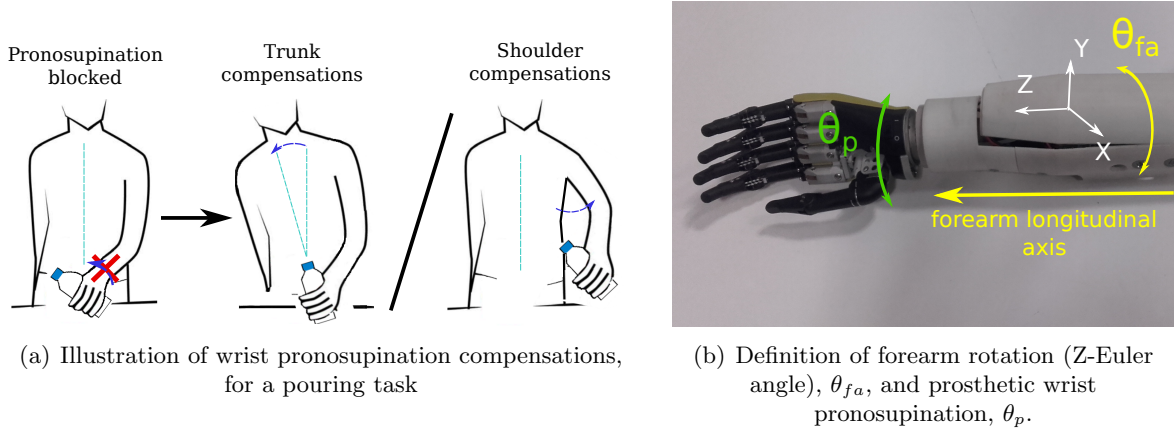 Pronosupination
blocked
Trunk
compensations
Shoulder
compensations
(a) Illustration of wrist pronosupination compensations,
for a pouring task
θfa
Y
Z
X
θp
forearm longitudinal
axis
(b) Definition of forearm rotation (Z-Euler
angle), θfa, and prosthetic wrist
pronosupination, θp.